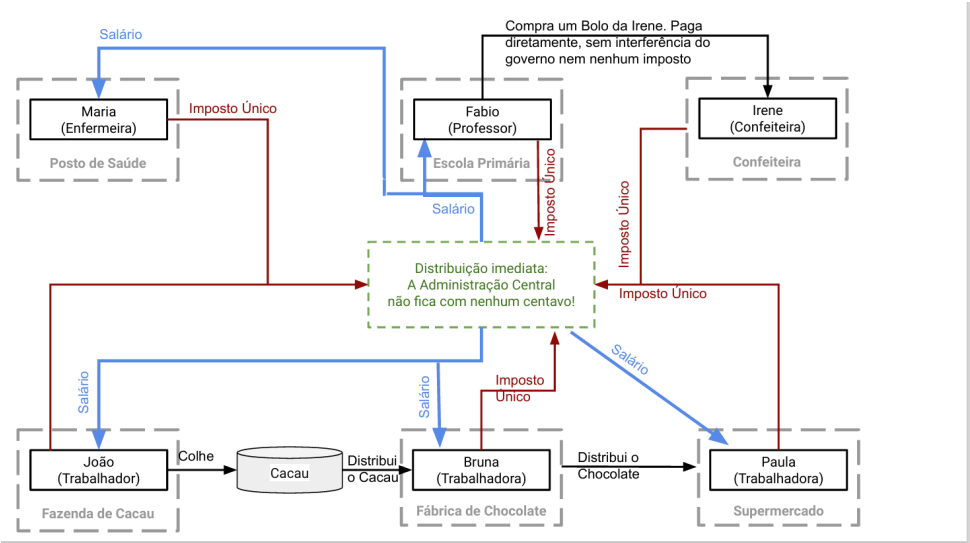 Compra um Bolo da Irene. Paga
diretamente, sem interferência do
governo nem nenhum imposto
Salário
Maria
(Enfermeira)
Posto de Saúde
Imposto Único
Fabio
(Professor)
Escola Primária
Irene
(Confeiteira)
Confeiteira
Salário
Imposto Único
Imposto Único
Distribuição imediata:
A Administração Central
não fica com nenhum centavo!
Imposto Único
Salário
Salário
Imposto
Único
Salário
João
(Trabalhador)
Fazenda de Cacau
Colhe
Cacau
Distribui
o Cacau
Bruna
(Trabalhadora)
Fábrica de Chocolate
Distribui o
Chocolate
Paula
(Trabalhadora)
Supermercado